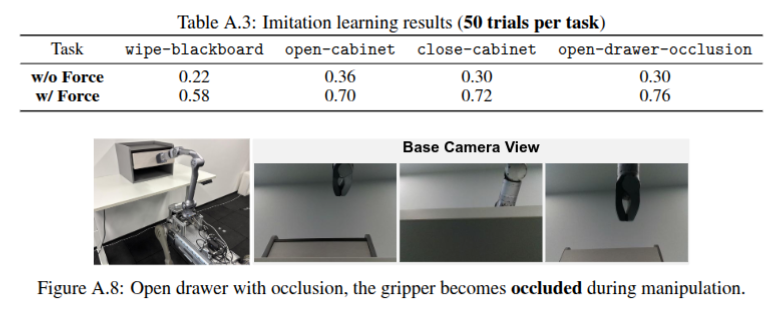 Table A.3: Imitation learning results (50 trials per task)
Task wipe-blackboard open-cabinet close-cabinet open-drawer-occlusion
w/o Force 0.22 0.36 0.30 0.30
w/ Force 0.58 0.70 0.72 0.76
Base Camera View
Figure A.8: Open drawer with occlusion, the gripper becomes occluded during manipulation.